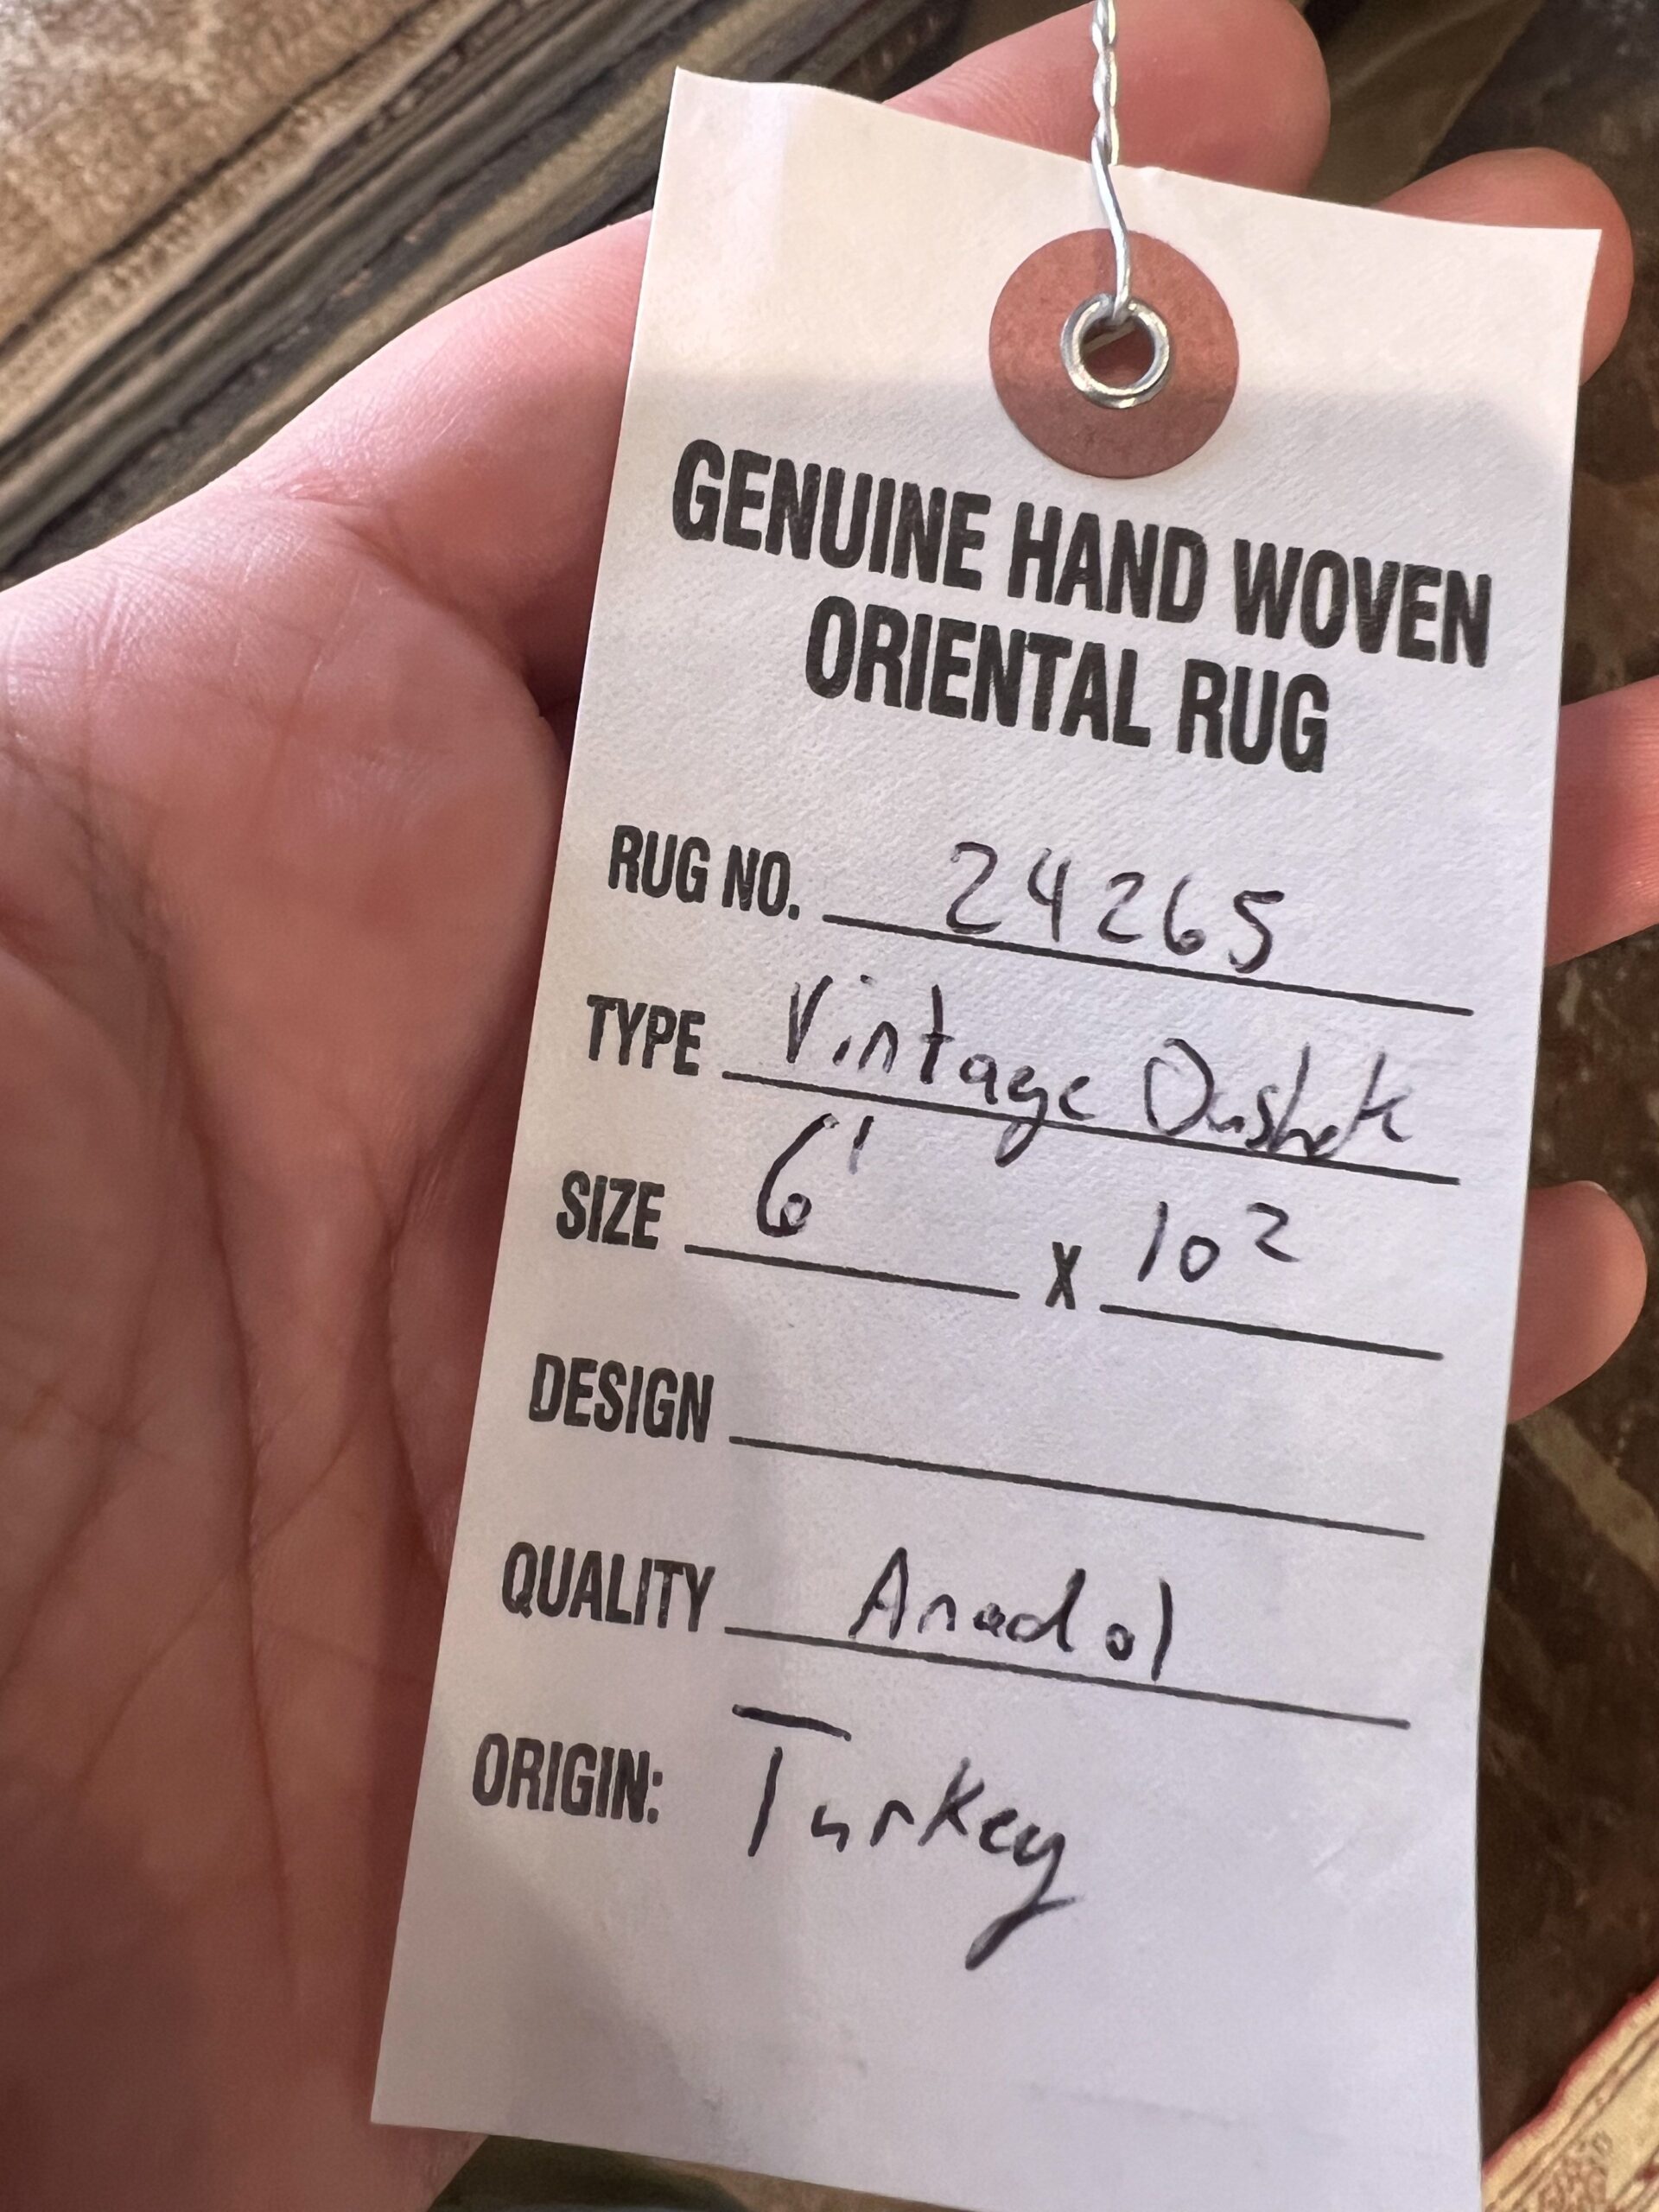 GENUINE HAND WOVEN
ORIENTAL RUG
RUG NO. 24265
TYPE Vintage Oushak
SIZE 6' X 10²
DESIGN
QUALITY Anadol
ORIGIN: Turkey